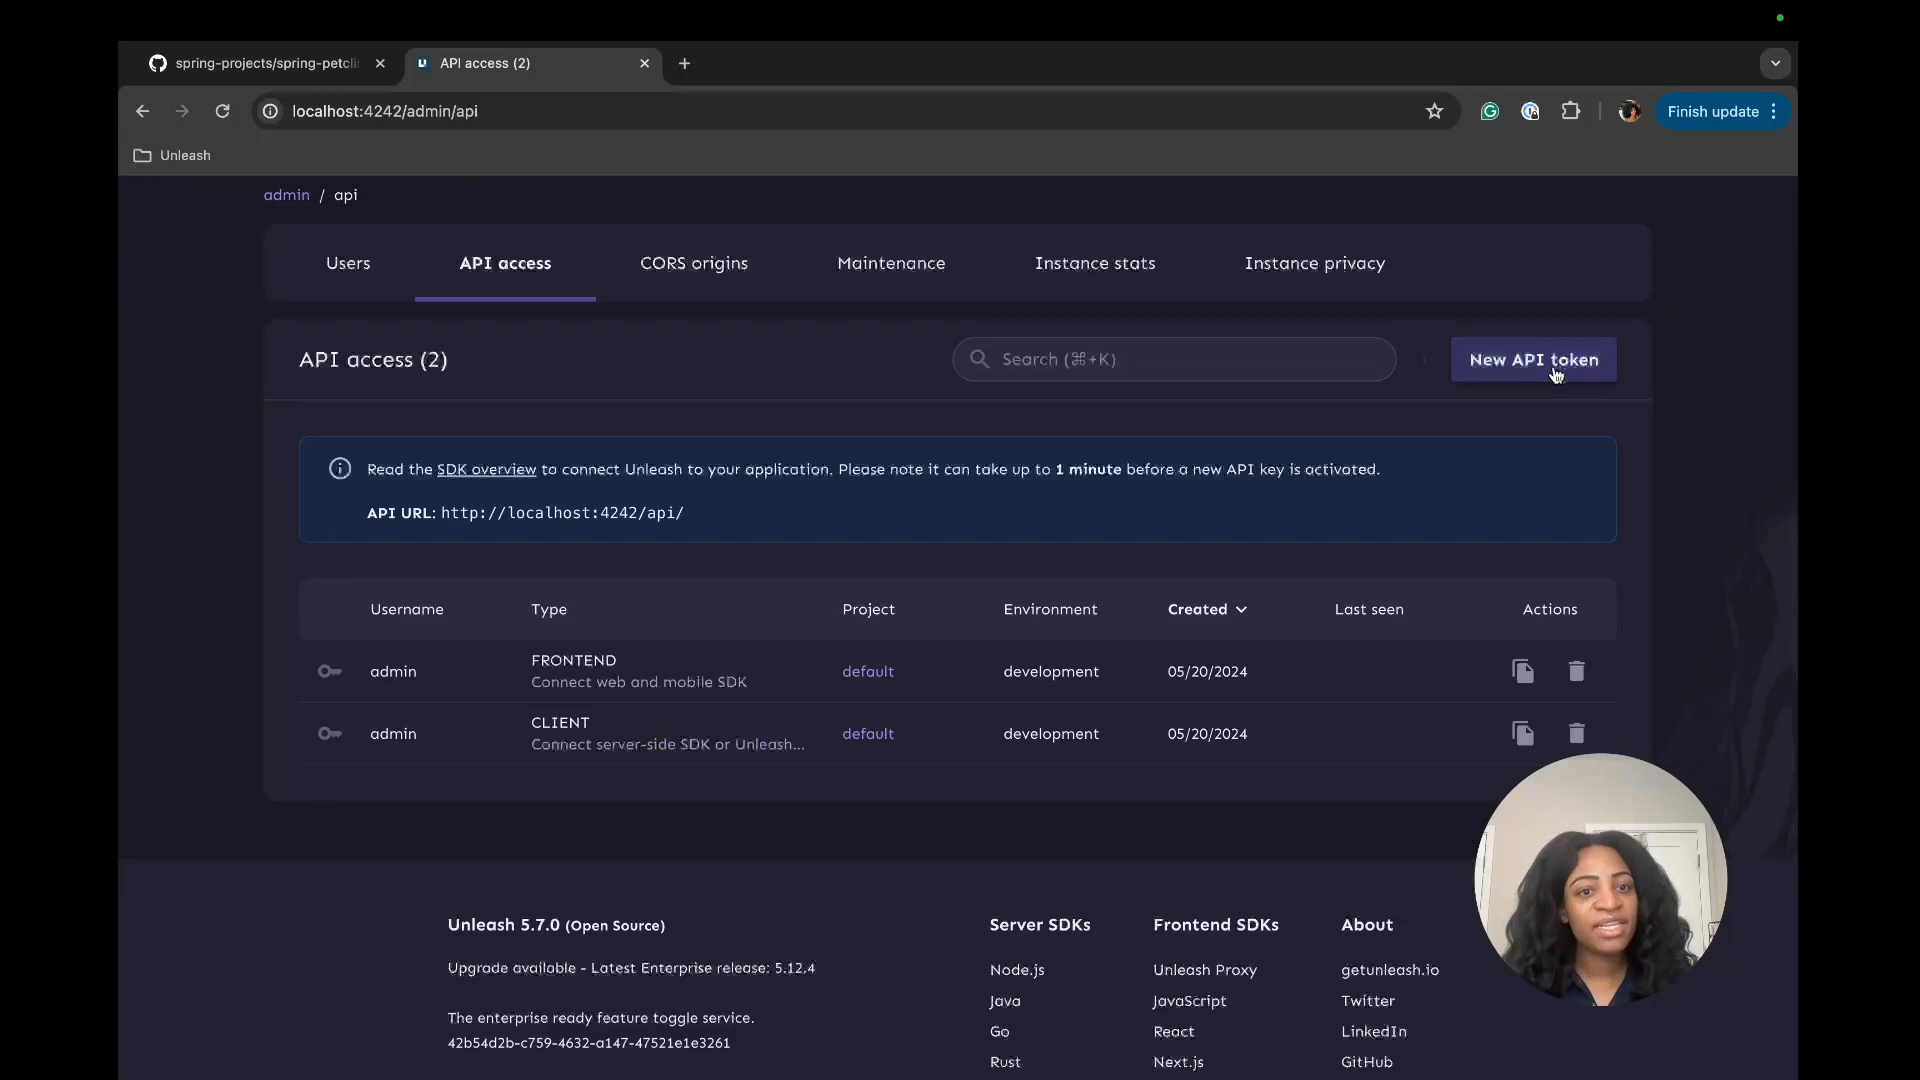 spring-projects/spring-petcli
API access (2)
localhost:4242/admin/api
Finish update
Unleash
admin / api
Users
API access
CORS origins
Maintenance
Instance stats
Instance privacy
API access (2)
Search (⌘+K)
New API token
Read the SDK overview to connect Unleash to your application. Please note it can take up to 1 minute before a new API key is activated.
API URL: http://localhost:4242/api/
Username Type Project Environment Created Last seen Actions
admin FRONTEND default development 05/20/2024
Connect web and mobile SDK
admin CLIENT default development 05/20/2024
Connect server-side SDK or Unleash...
Unleash 5.7.0 (Open Source)
Upgrade available - Latest Enterprise release: 5.12.4
The enterprise ready feature toggle service.
42b54d2b-c759-4632-a147-47521e1e3261
Server SDKs
Node.js
Java
Go
Rust
Frontend SDKs
Unleash Proxy
JavaScript
React
Next.js
About
getunleash.io
Twitter
LinkedIn
GitHub